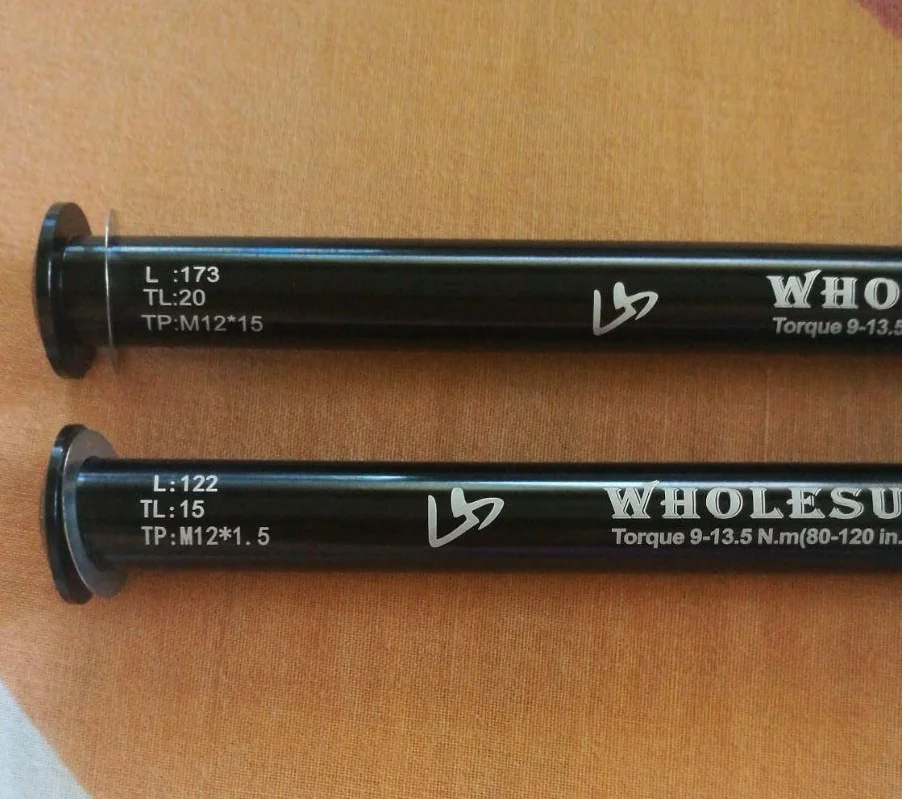 L :173
TL:20
TP:M12*15
WHO
Torque 9-13.5
L:122
TL:15
TP:M12*1.5
WHOLESU
Torque 9-13.5 N.m(80-120 in.